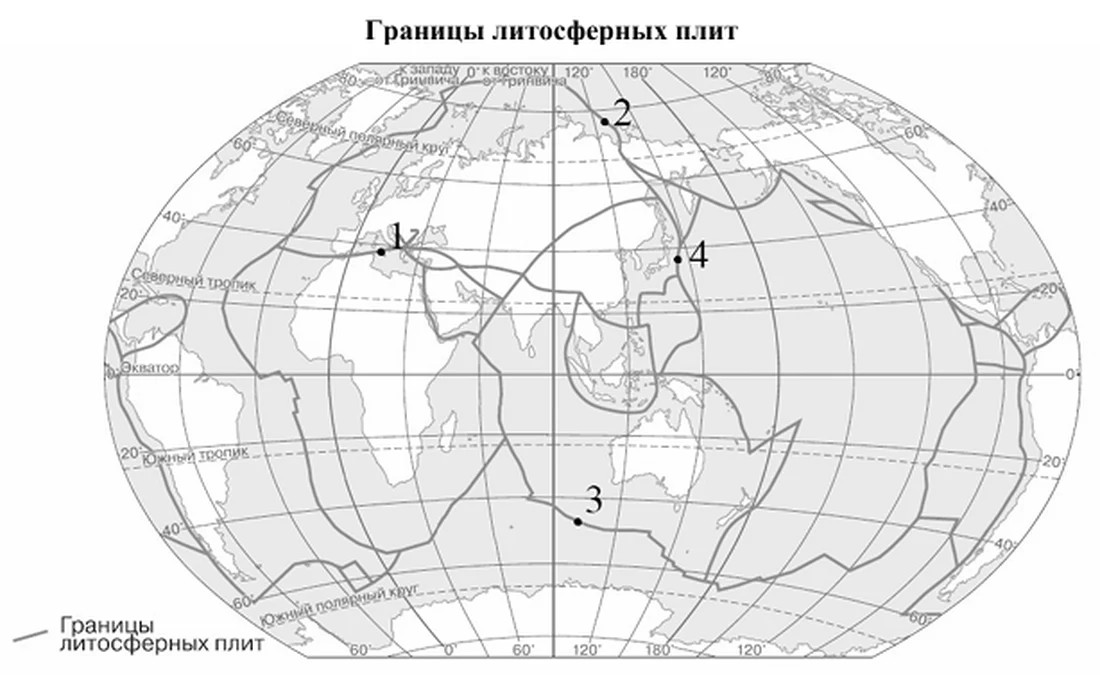 Границы литосферных плит
к западу 0° к востоку 120° 180° 120° 80°
80° от Гринвича от Гринвича
2
Северный полярный круг
60° 60°
40° 40°
1
4
Северный тропик
20° 20°
0° Экватор 0°
20° Южный тропик 20°
3
40° 40°
60° Южный полярный круг 60°
Границы
литосферных плит
60° 0° 60° 120° 180° 120°